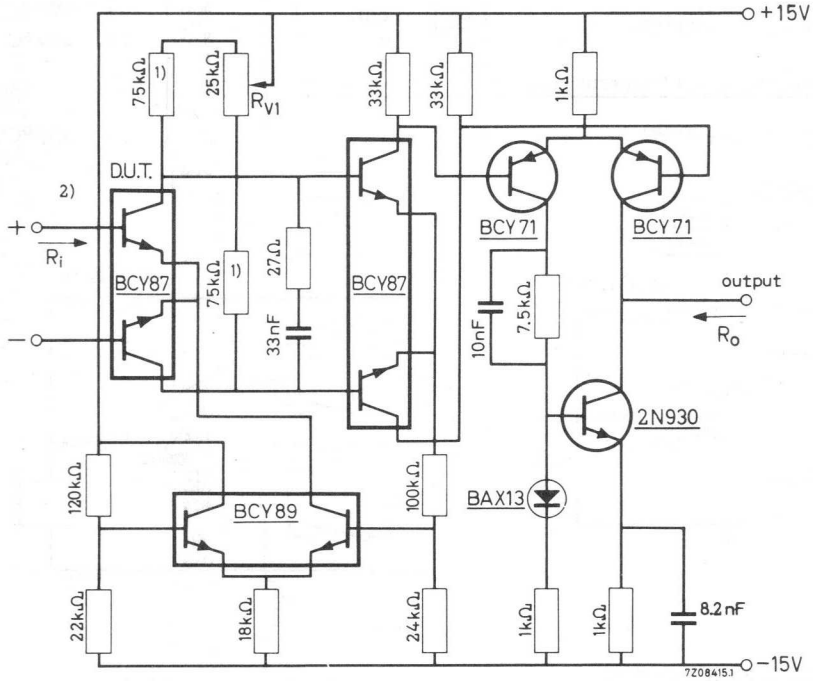 +15V
75kΩ
1)
25kΩ
RV1
33kΩ
33kΩ
1kΩ
D.U.T.
2)
+
Ri
BCY87
−
75kΩ
1)
27Ω
33nF
BCY87
BCY71
BCY71
10nF
7.5kΩ
output
Ro
2N930
120kΩ
BCY89
100kΩ
BAX13
22kΩ
18kΩ
24kΩ
1kΩ
1kΩ
8.2nF
-15V
7Z08415.1